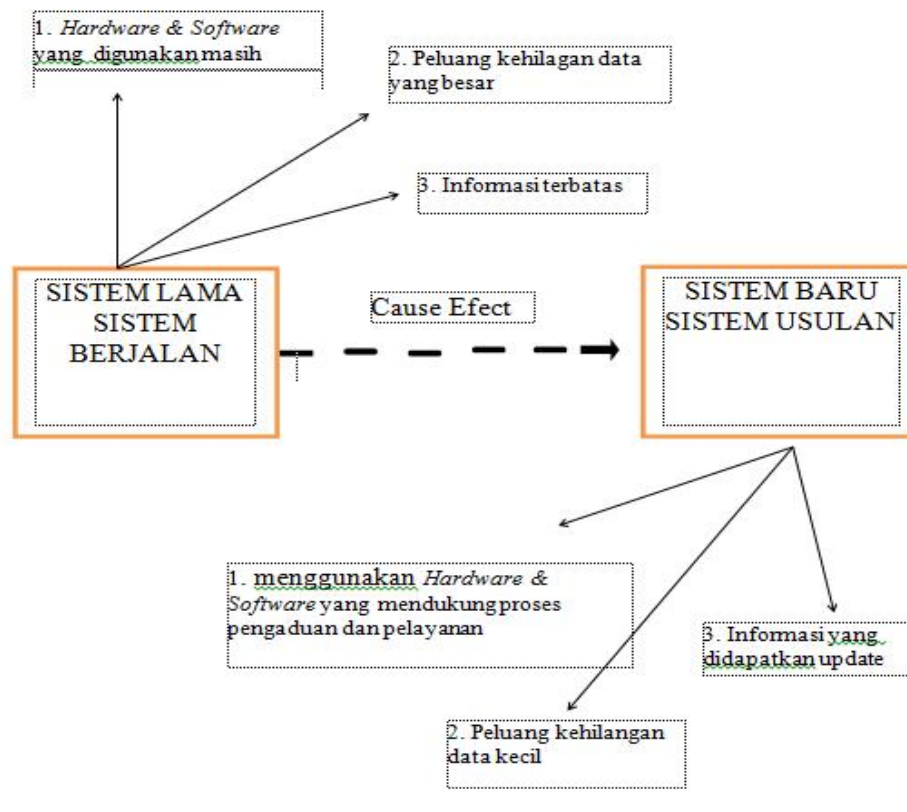 1. Hardware & Software
yang digunakan masih
2. Peluang kehilagan data
yang besar
3. Informasi terbatas
SISTEM LAMA
SISTEM
BERJALAN
Cause Efect
SISTEM BARU
SISTEM USULAN
1. menggunakan Hardware &
Software yang mendukung proses
pengaduan dan pelayanan
3. Informasi yang
didapatkan update
2. Peluang kehilangan
data kecil